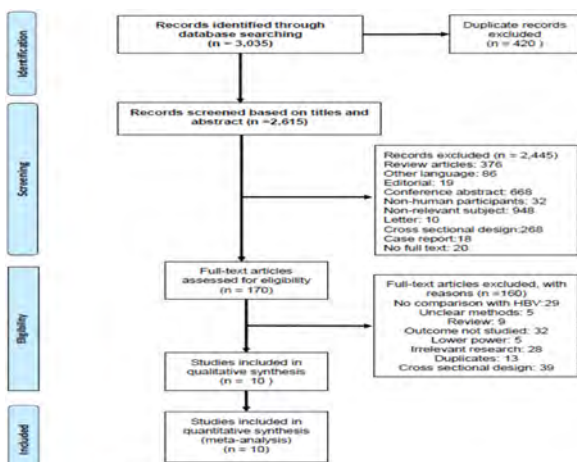 Identification
Records identified through
database searching
(n = 3,035)
Duplicate records
excluded
(n = 420 )
Screening
Records screened based on titles and
abstract (n =2,615)
Records excluded (n = 2,445)
Review articles: 376
Other language: 86
Editorial: 19
Conference abstract: 668
Non-human participants: 32
Non-relevant subject: 948
Letter: 10
Cross sectional design:268
Case report:18
No full text: 20
Eligibility
Full-text articles
assessed for eligibility
(n = 170)
Full-text articles excluded, with
reasons (n =160)
No comparison with HBV:29
Unclear methods: 5
Review: 9
Outcome not studied: 32
Lower power: 5
Irrelevant research: 28
Duplicates: 13
Cross sectional design: 39
Studies included in
qualitative synthesis
(n = 10 )
Included
Studies included in
quantitative synthesis
(meta-analysis)
(n = 10)